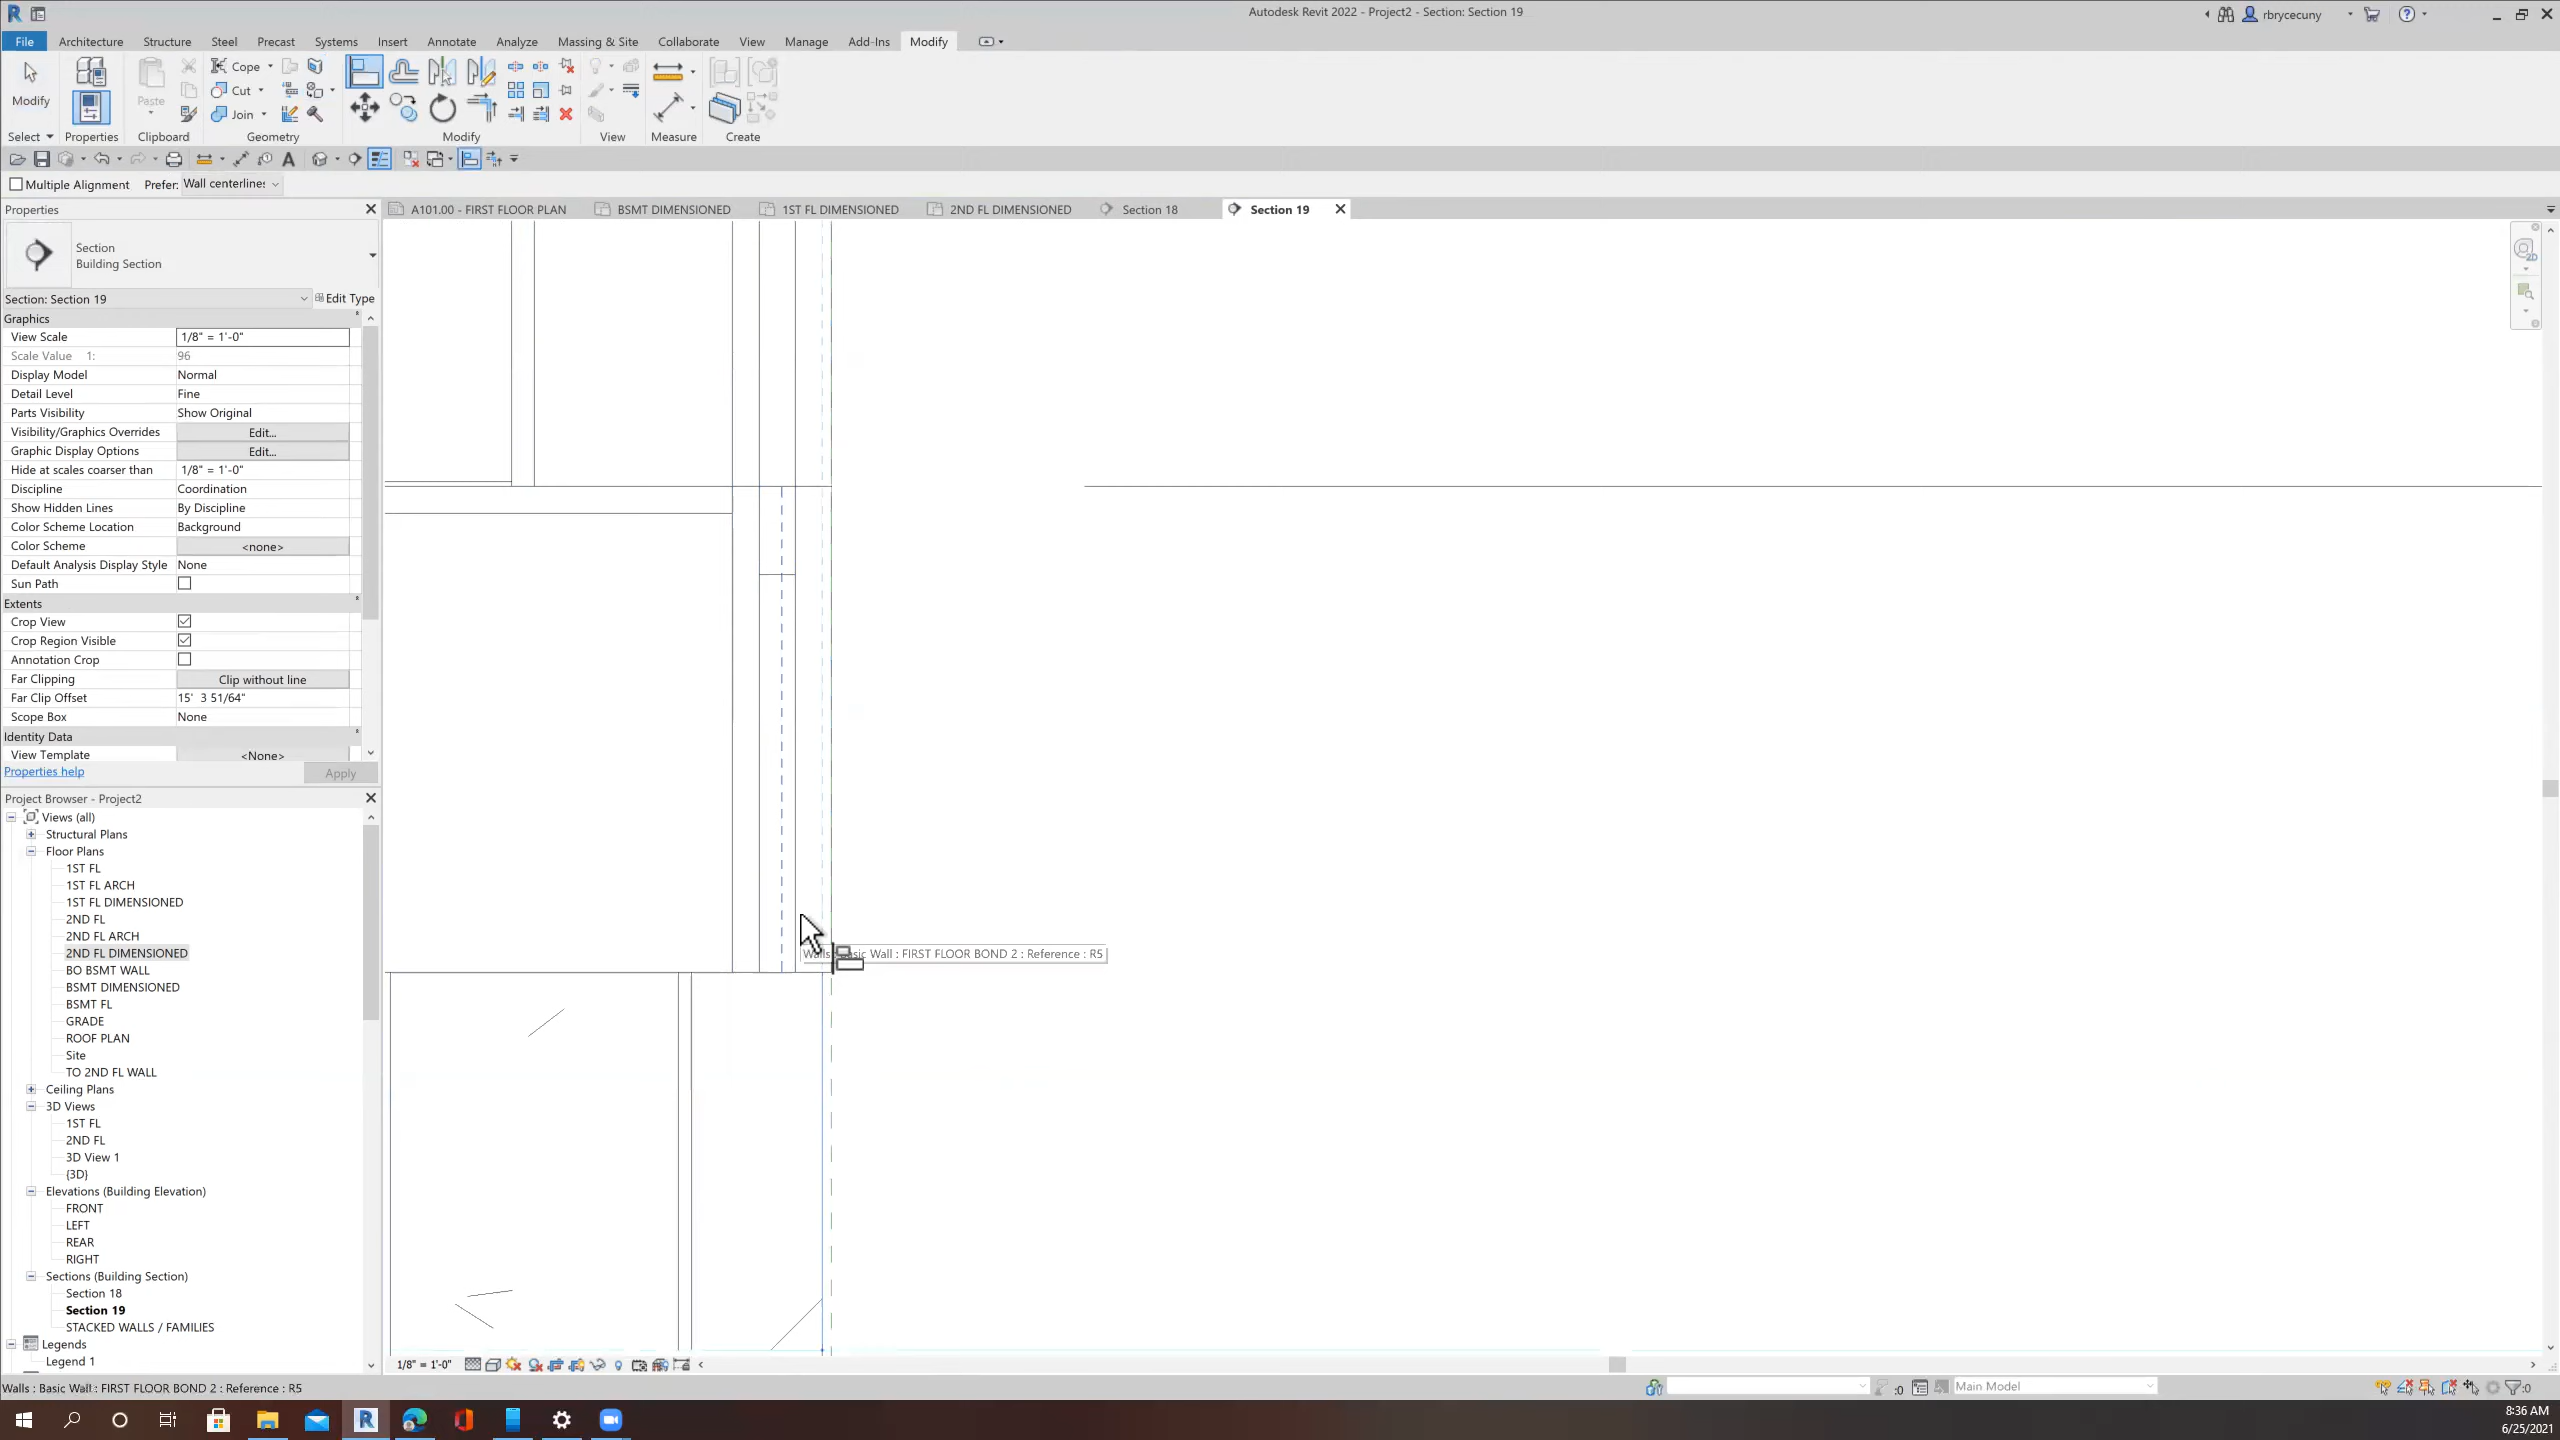 Autodesk Revit 2022 - Project2 - Section: Section 19
rbrycecuny
File Architecture Structure Steel Precast Systems Insert Annotate Analyze Massing & Site Collaborate View Manage Add-Ins Modify
Modify
Paste
Cope
Cut
Join
Select Properties Clipboard Geometry Modify View Measure Create
Multiple Alignment Prefer: Wall centerlines
Properties
A101.00 - FIRST FLOOR PLAN BSMT DIMENSIONED 1ST FL DIMENSIONED 2ND FL DIMENSIONED Section 18 Section 19
Section
Building Section
Section: Section 19 Edit Type
Graphics
View Scale 1/8" = 1'-0"
Scale Value 1: 96
Display Model Normal
Detail Level Fine
Parts Visibility Show Original
Visibility/Graphics Overrides Edit...
Graphic Display Options Edit...
Hide at scales coarser than 1/8" = 1'-0"
Discipline Coordination
Show Hidden Lines By Discipline
Color Scheme Location Background
Color Scheme <none>
Default Analysis Display Style None
Sun Path
Extents
Crop View
Crop Region Visible
Annotation Crop
Far Clipping Clip without line
Far Clip Offset 15' 3 51/64"
Scope Box None
Identity Data
View Template <None>
Properties help Apply
Project Browser - Project2
Views (all)
Structural Plans
Floor Plans
1ST FL
1ST FL ARCH
1ST FL DIMENSIONED
2ND FL
2ND FL ARCH
2ND FL DIMENSIONED
BO BSMT WALL
BSMT DIMENSIONED
BSMT FL
GRADE
ROOF PLAN
Site
TO 2ND FL WALL
Ceiling Plans
3D Views
1ST FL
2ND FL
3D View 1
{3D}
Elevations (Building Elevation)
FRONT
LEFT
REAR
RIGHT
Sections (Building Section)
Section 18
Section 19
STACKED WALLS / FAMILIES
Legends
Legend 1
Wall : FIRST FLOOR BOND 2 : Reference : R5
1/8" = 1'-0"
Walls : Basic Wall : FIRST FLOOR BOND 2 : Reference : R5
:0
Main Model
:0
8:36 AM
6/25/2021